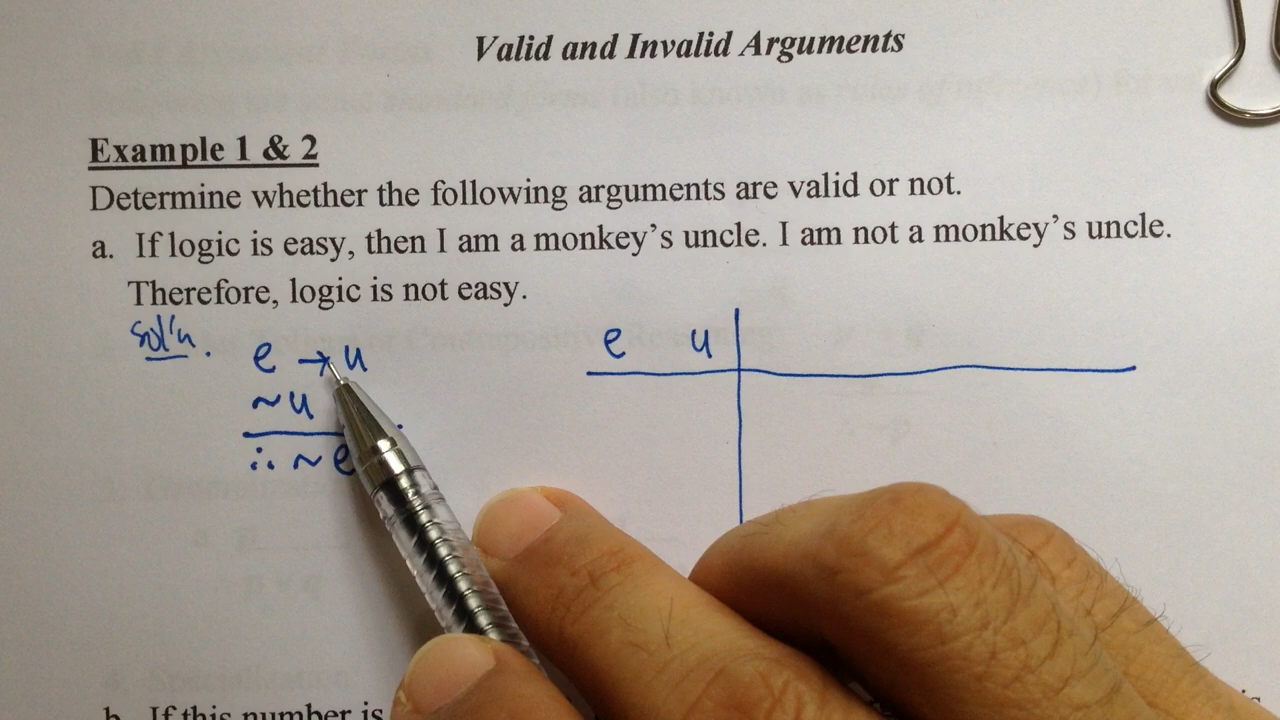 Valid and Invalid Arguments
Example 1 & 2
Determine whether the following arguments are valid or not.
a. If logic is easy, then I am a monkey's uncle. I am not a monkey's uncle.
Therefore, logic is not easy.
Sol'n.
e → u
~u
∴ ~e
e u
b. If this number is